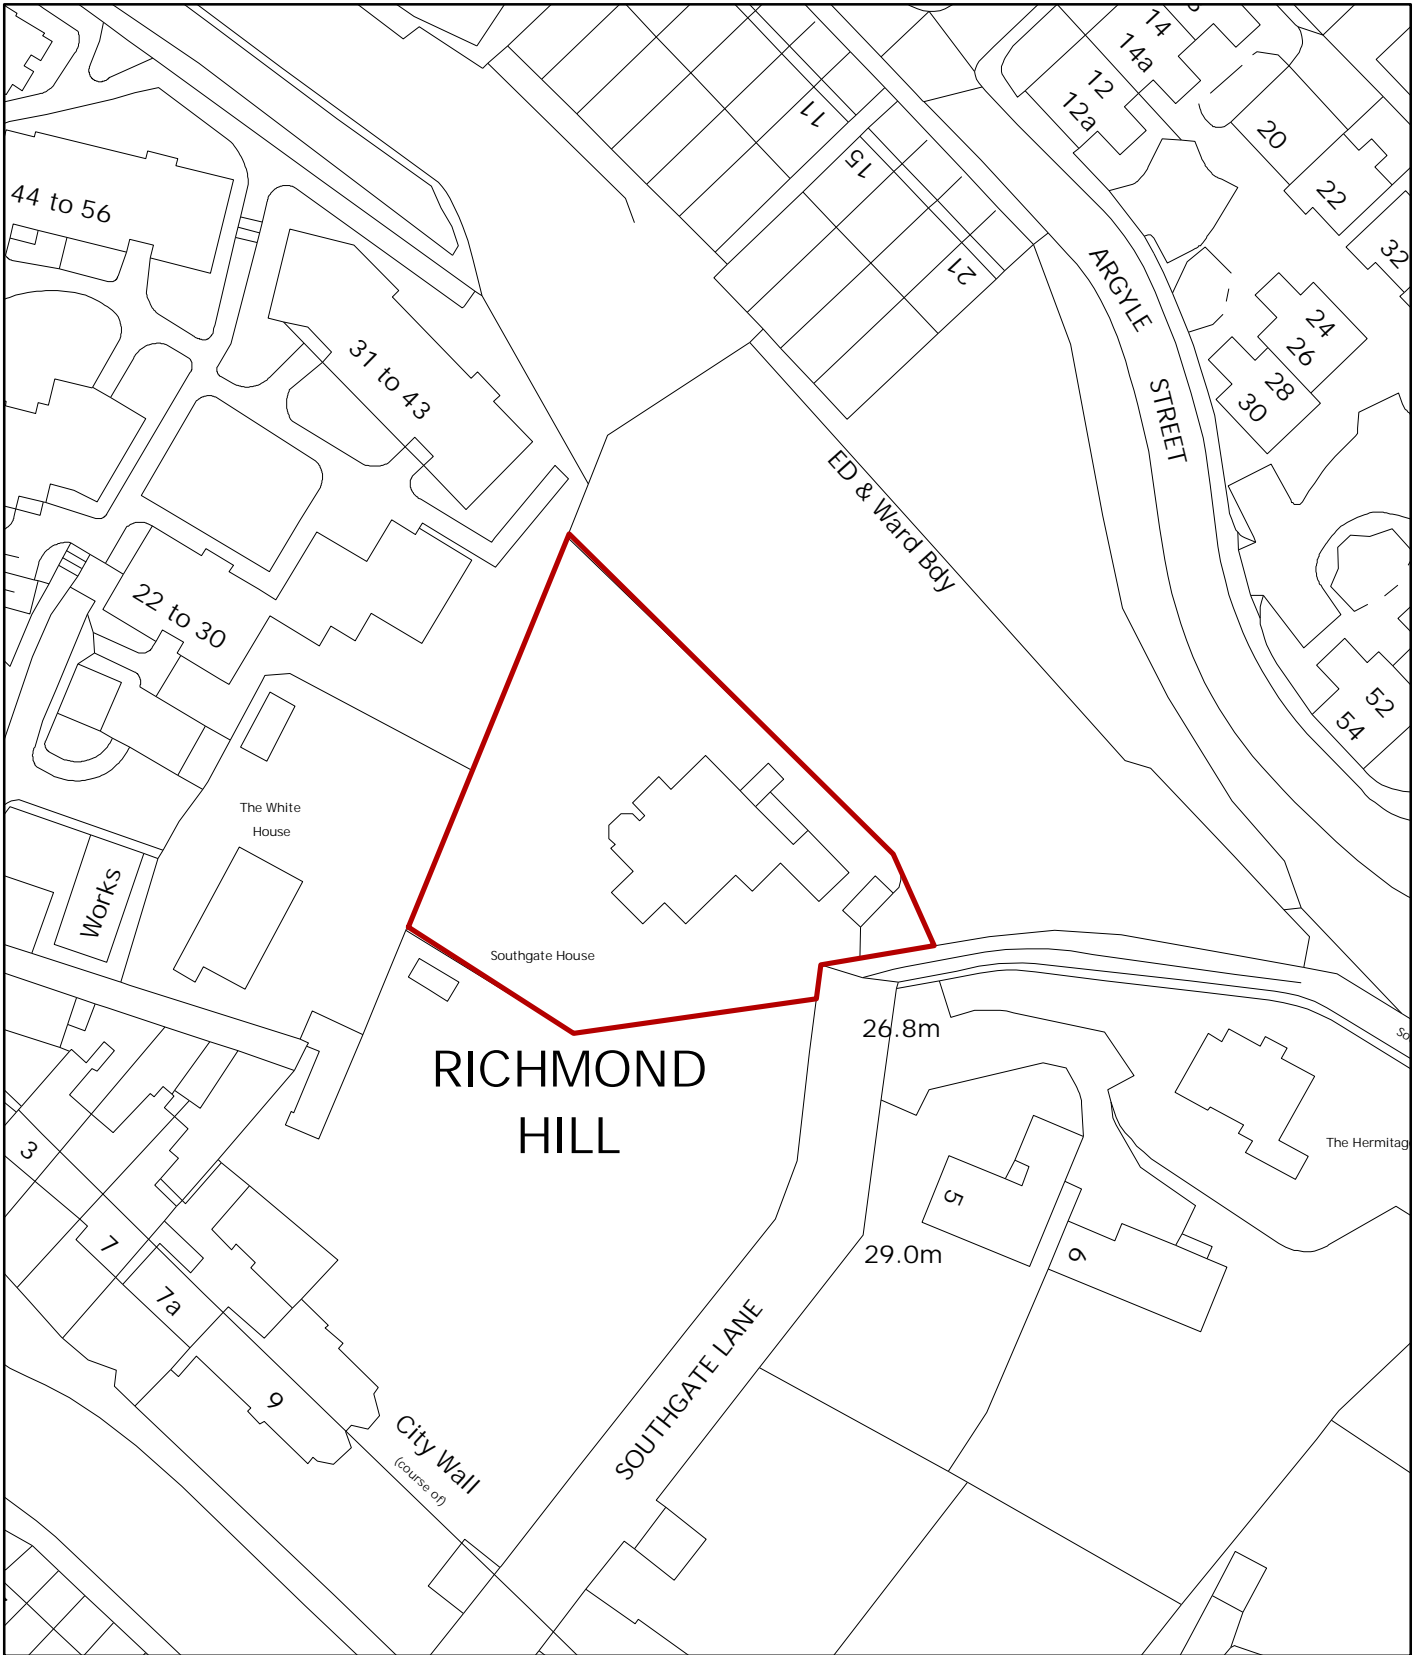 14
14a
12
12a
11
15
20
22
32
44 to 56
21
ARGYLE
STREET
24
26
28
30
31 to 43
ED & Ward Bdy
22 to 30
52
54
The White
House
Works
Southgate House
26.8m
RICHMOND
HILL
3
The Hermitag
5
7
29.0m
6
7a
9
SOUTHGATE LANE
City Wall
(course of)
So